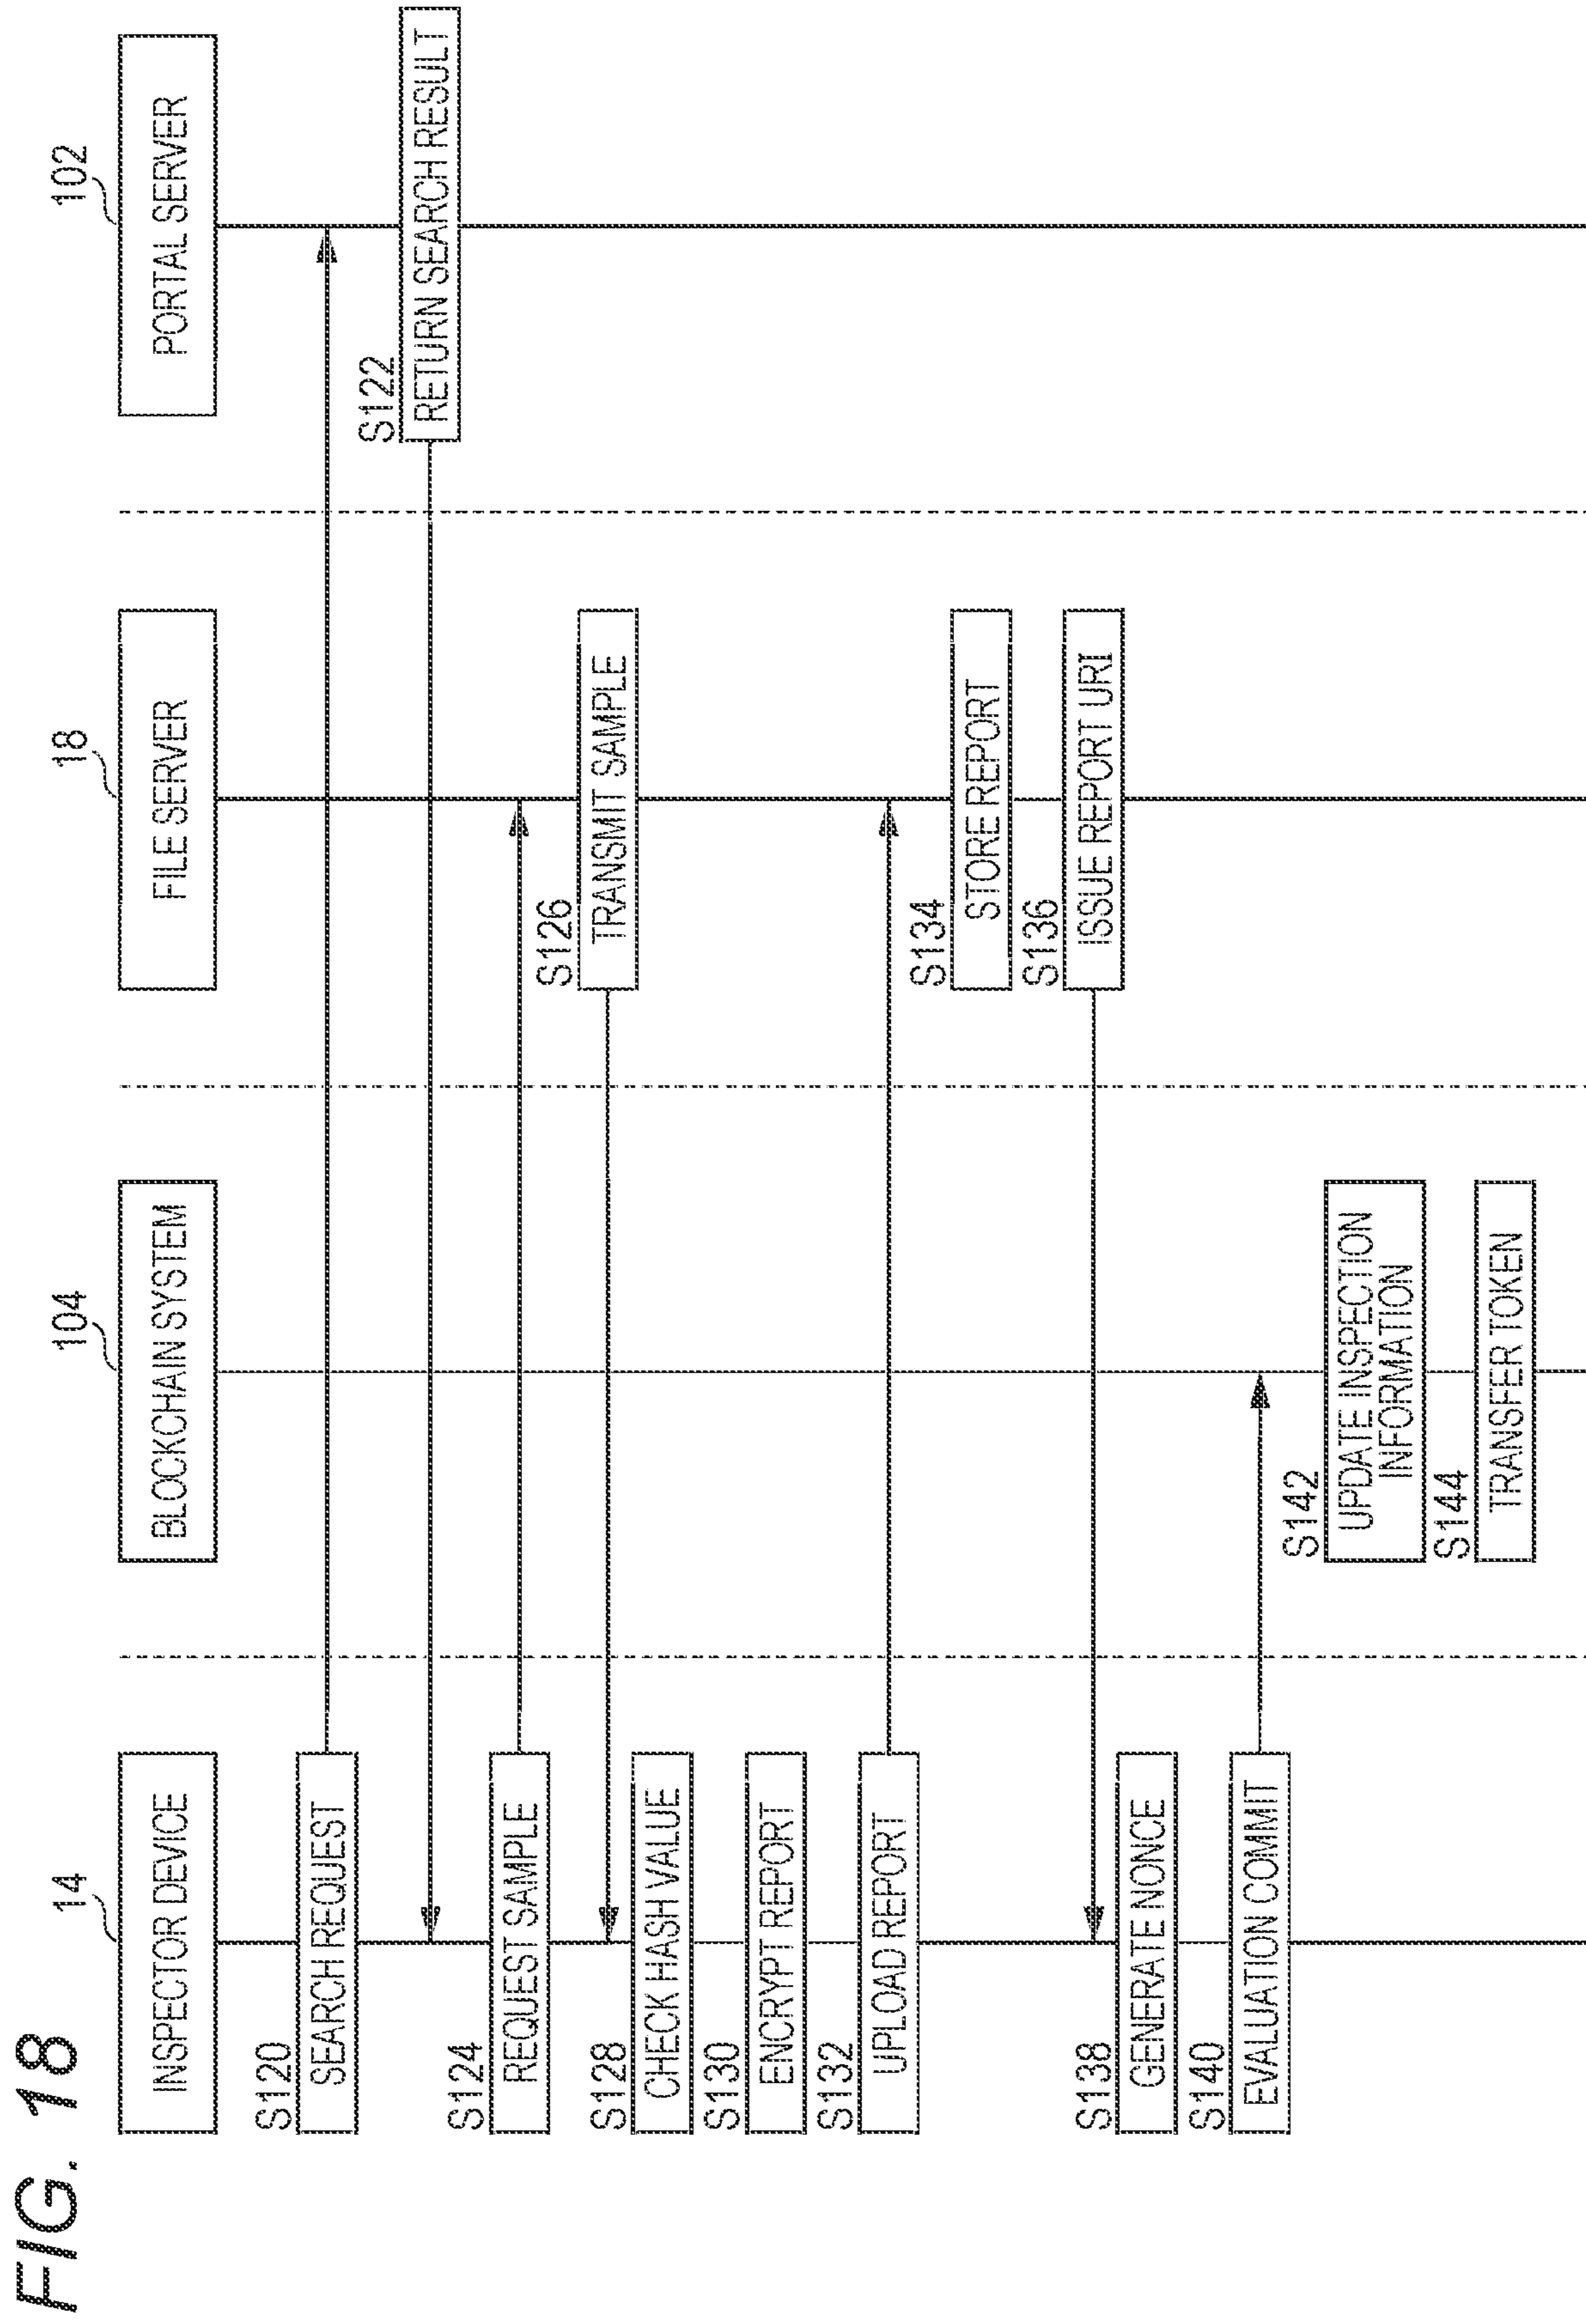 FIG. 18
14
INSPECTOR DEVICE
104
BLOCKCHAIN SYSTEM
18
FILE SERVER
102
PORTAL SERVER
S120
SEARCH REQUEST
S122
RETURN SEARCH RESULT
S124
REQUEST SAMPLE
S126
TRANSMIT SAMPLE
S128
CHECK HASH VALUE
S130
ENCRYPT REPORT
S132
UPLOAD REPORT
S134
STORE REPORT
S136
ISSUE REPORT URI
S138
GENERATE NONCE
S140
EVALUATION COMMIT
S142
UPDATE INSPECTION
INFORMATION
S144
TRANSFER TOKEN